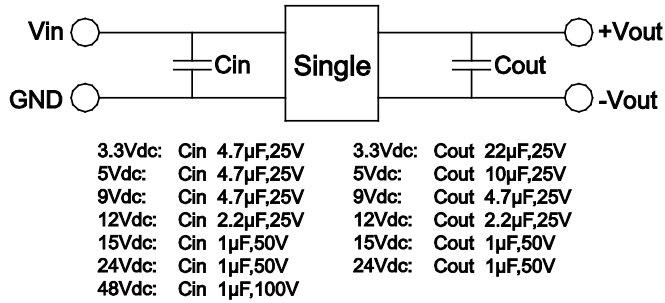 Vin
Cin
Single
Cout
+Vout
GND
-Vout
3.3Vdc: Cin 4.7µF,25V
5Vdc: Cin 4.7µF,25V
9Vdc: Cin 4.7µF,25V
12Vdc: Cin 2.2µF,25V
15Vdc: Cin 1µF,50V
24Vdc: Cin 1µF,50V
48Vdc: Cin 1µF,100V
3.3Vdc: Cout 22µF,25V
5Vdc: Cout 10µF,25V
9Vdc: Cout 4.7µF,25V
12Vdc: Cout 2.2µF,25V
15Vdc: Cout 1µF,50V
24Vdc: Cout 1µF,50V